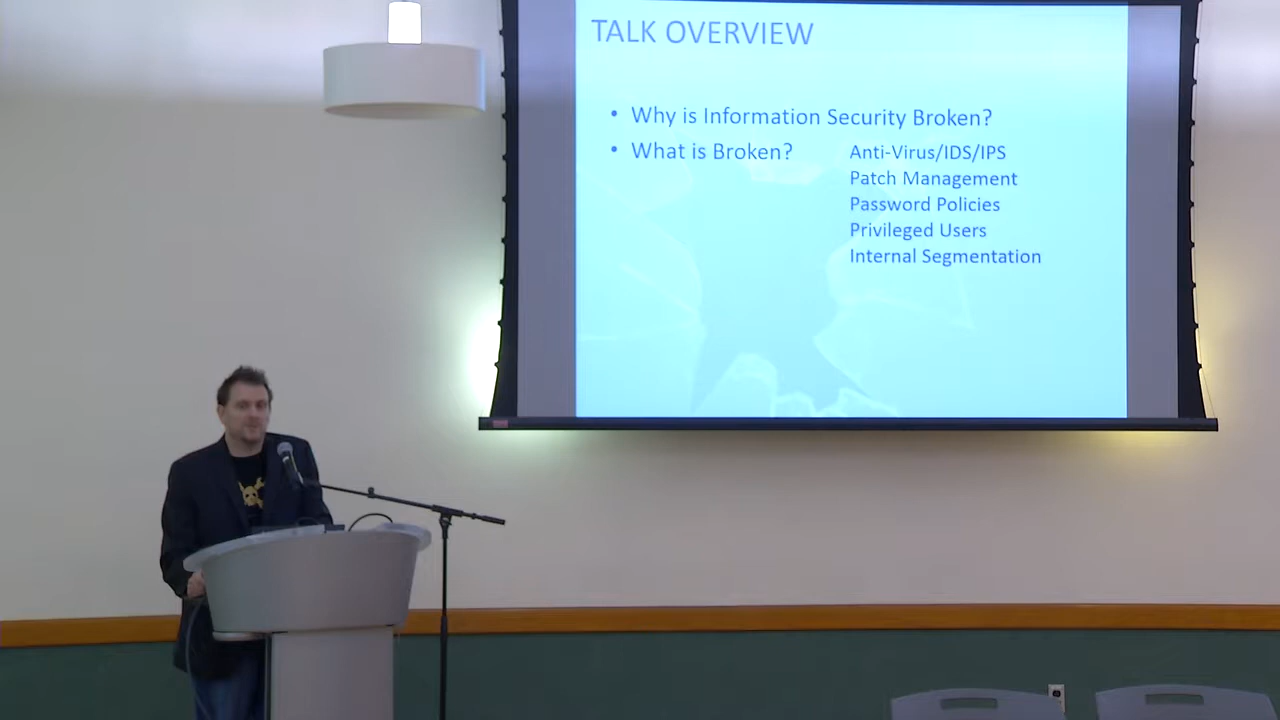 TALK OVERVIEW
• Why is Information Security Broken?
• What is Broken?
Anti-Virus/IDS/IPS
Patch Management
Password Policies
Privileged Users
Internal Segmentation